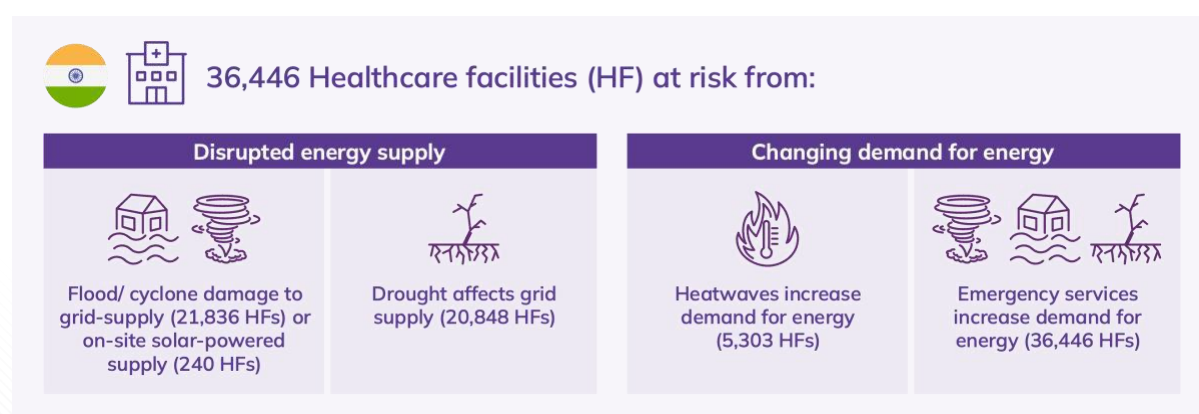 36,446 Healthcare facilities (HF) at risk from:
Disrupted energy supply
Flood/ cyclone damage to
grid-supply (21,836 HFs) or
on-site solar-powered
supply (240 HFs)
Drought affects grid
supply (20,848 HFs)
Changing demand for energy
Heatwaves increase
demand for energy
(5,303 HFs)
Emergency services
increase demand for
energy (36,446 HFs)